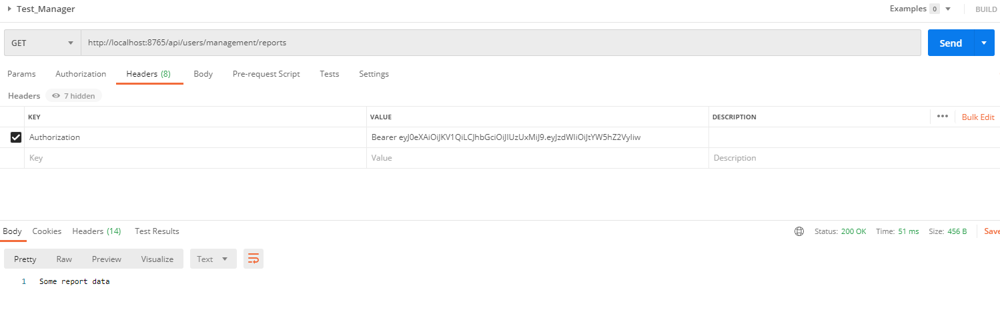 Test_Manager
Examples 0
BUILD
GET
http://localhost:8765/api/users/management/reports
Send
Params Authorization Headers (8) Body Pre-request Script Tests Settings
Headers 7 hidden
KEY VALUE DESCRIPTION ••• Bulk Edit
Authorization Bearer eyJ0eXAiOiJKV1QiLCJhbGciOiJIUzUxMiJ9.eyJzdWIiOiJtYW5hZ2VyIiw
Key Value Description
Body Cookies Headers (14) Test Results Status: 200 OK Time: 51 ms Size: 456 B Save
Pretty Raw Preview Visualize Text
1 Some report data